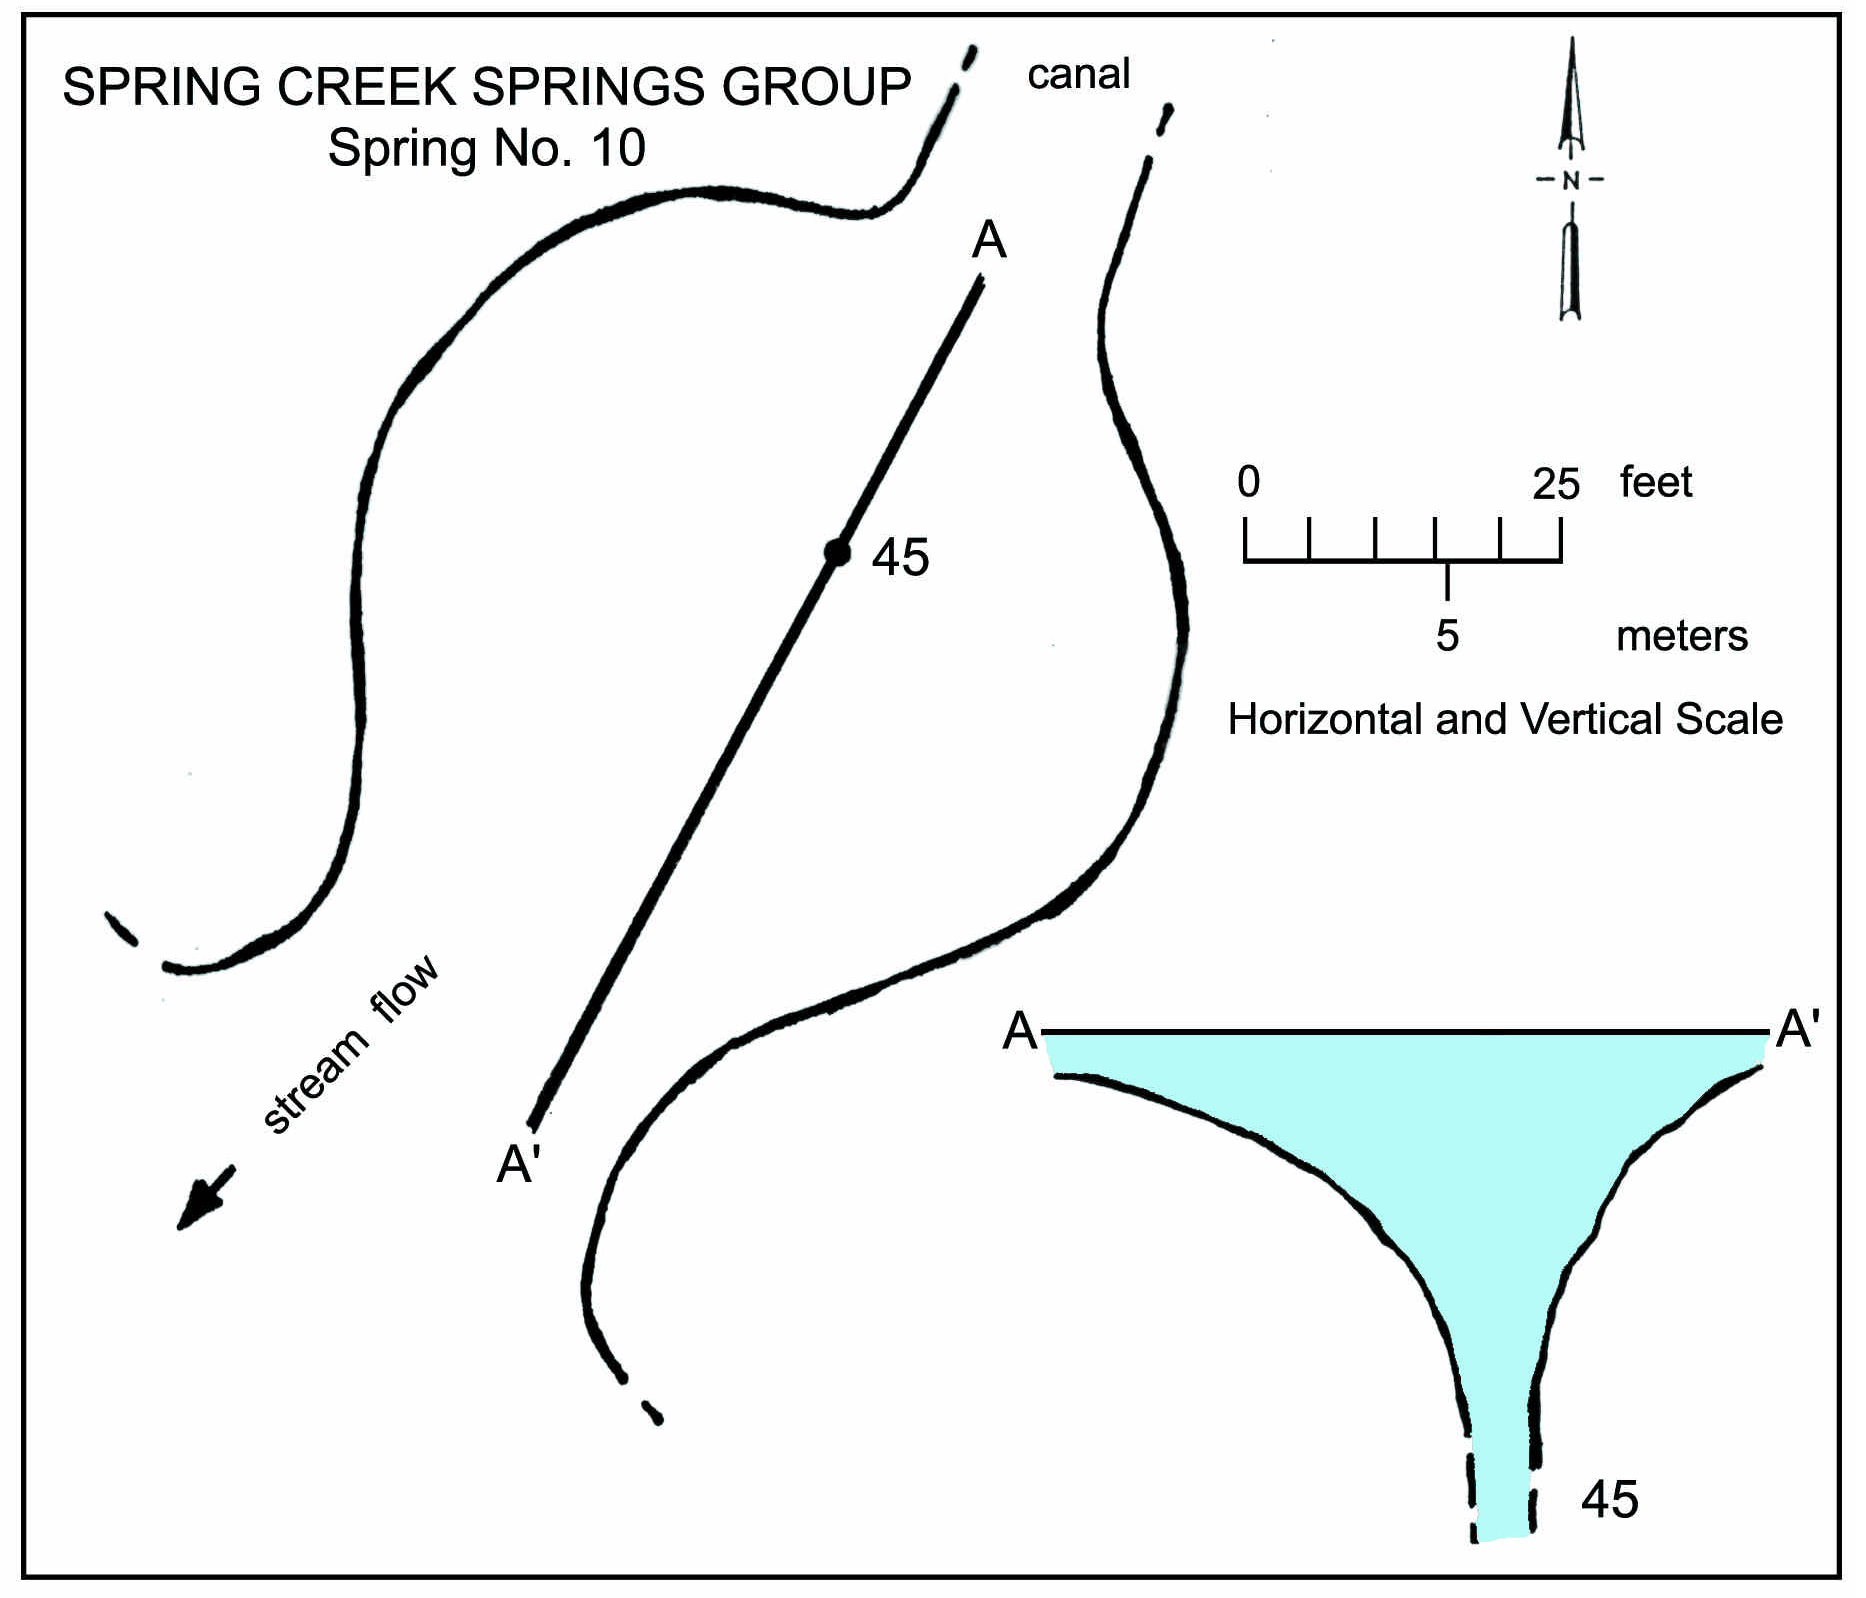 SPRING CREEK SPRINGS GROUP
Spring No. 10
canal
N
A
45
0 25 feet
5 meters
Horizontal and Vertical Scale
stream flow
A'
A A'
45